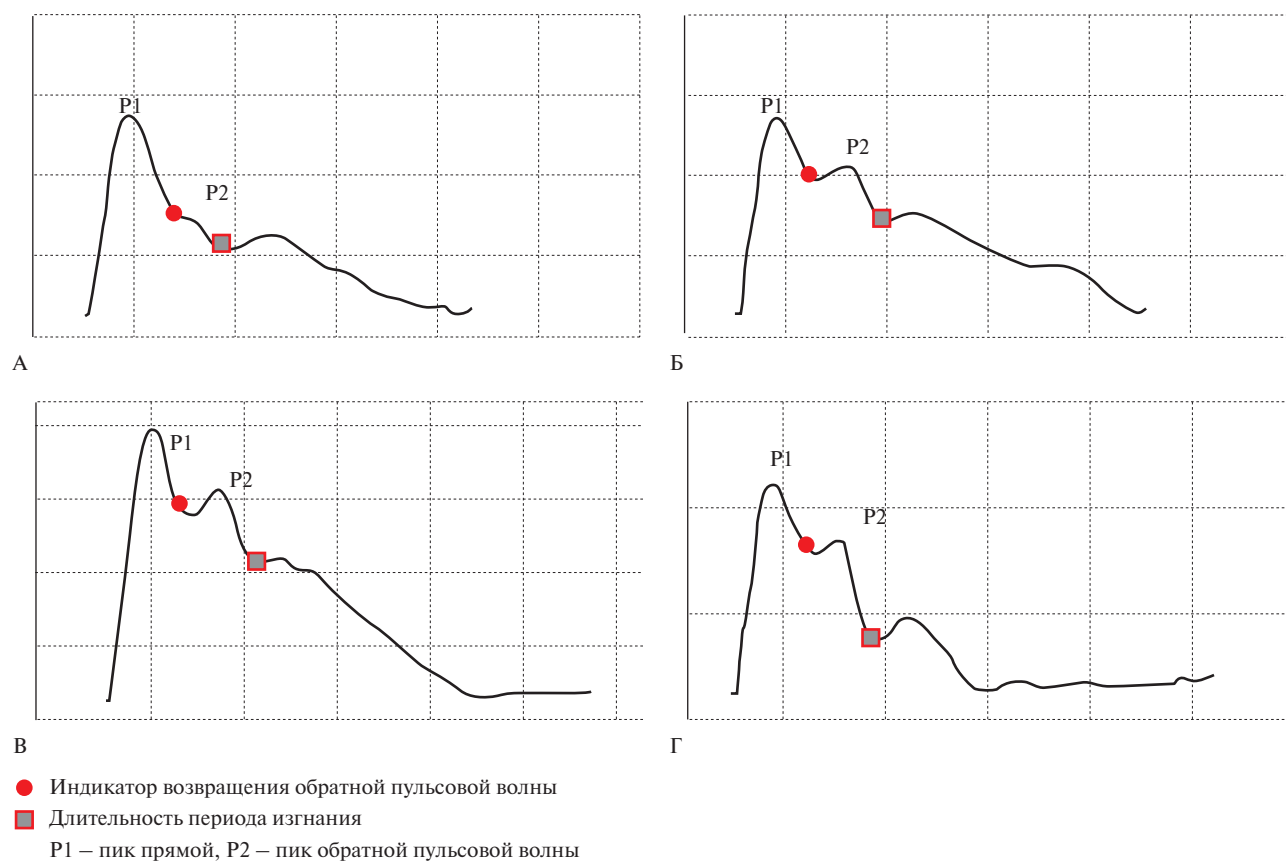 P1
P2
А
P1
P2
Б
P1
P2
В
P1
P2
Г
Индикатор возвращения обратной пульсовой волны
Длительность периода изгнания
P1 – пик прямой, P2 – пик обратной пульсовой волны